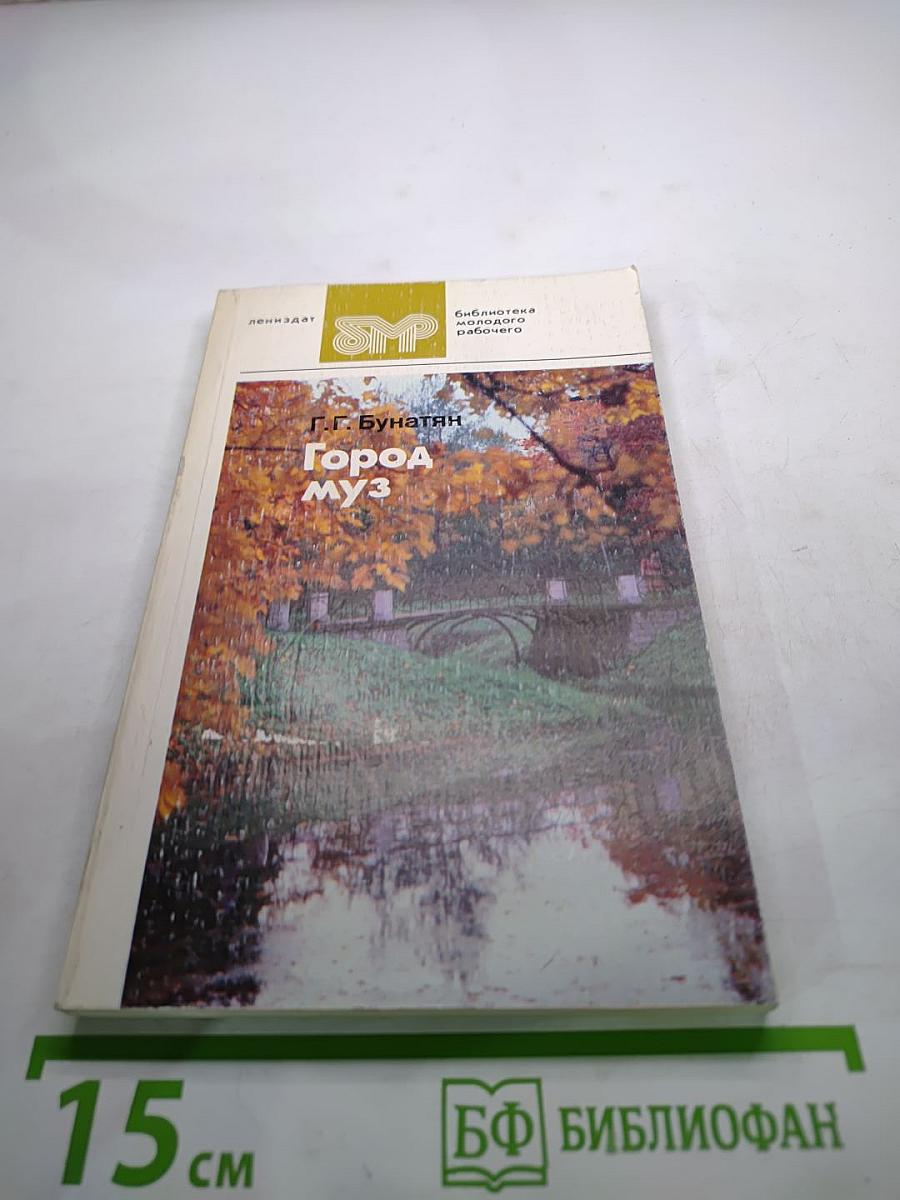 лениздат
бмр
библиотека
молодого
рабочего
Г.Г. Бунатян
Город
муз
15 см
БФ БИБЛИОФАН